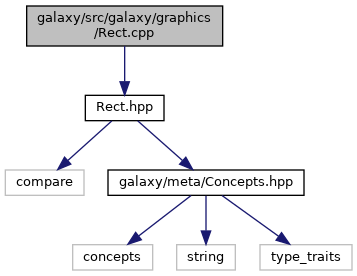 galaxy/src/galaxy/graphics
/Rect.cpp
Rect.hpp
compare
galaxy/meta/Concepts.hpp
concepts
string
type_traits